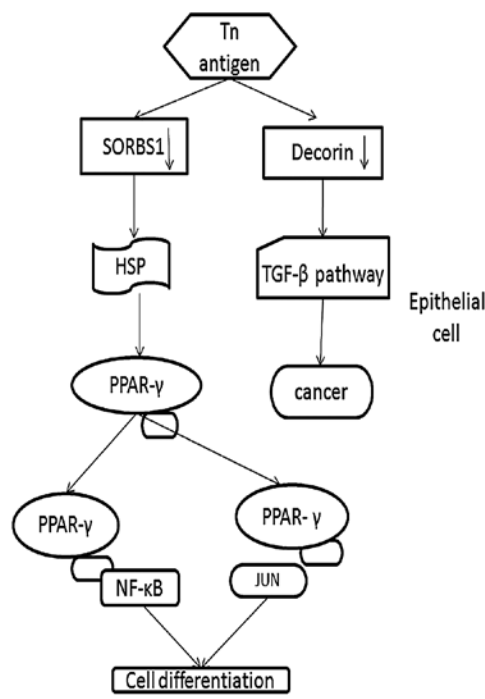 Tn
antigen
SORBS1
Decorin
HSP
TGF-β pathway
Epithelial
cell
PPAR-γ
cancer
PPAR-γ
PPAR- γ
NF-κB
JUN
Cell differentiation